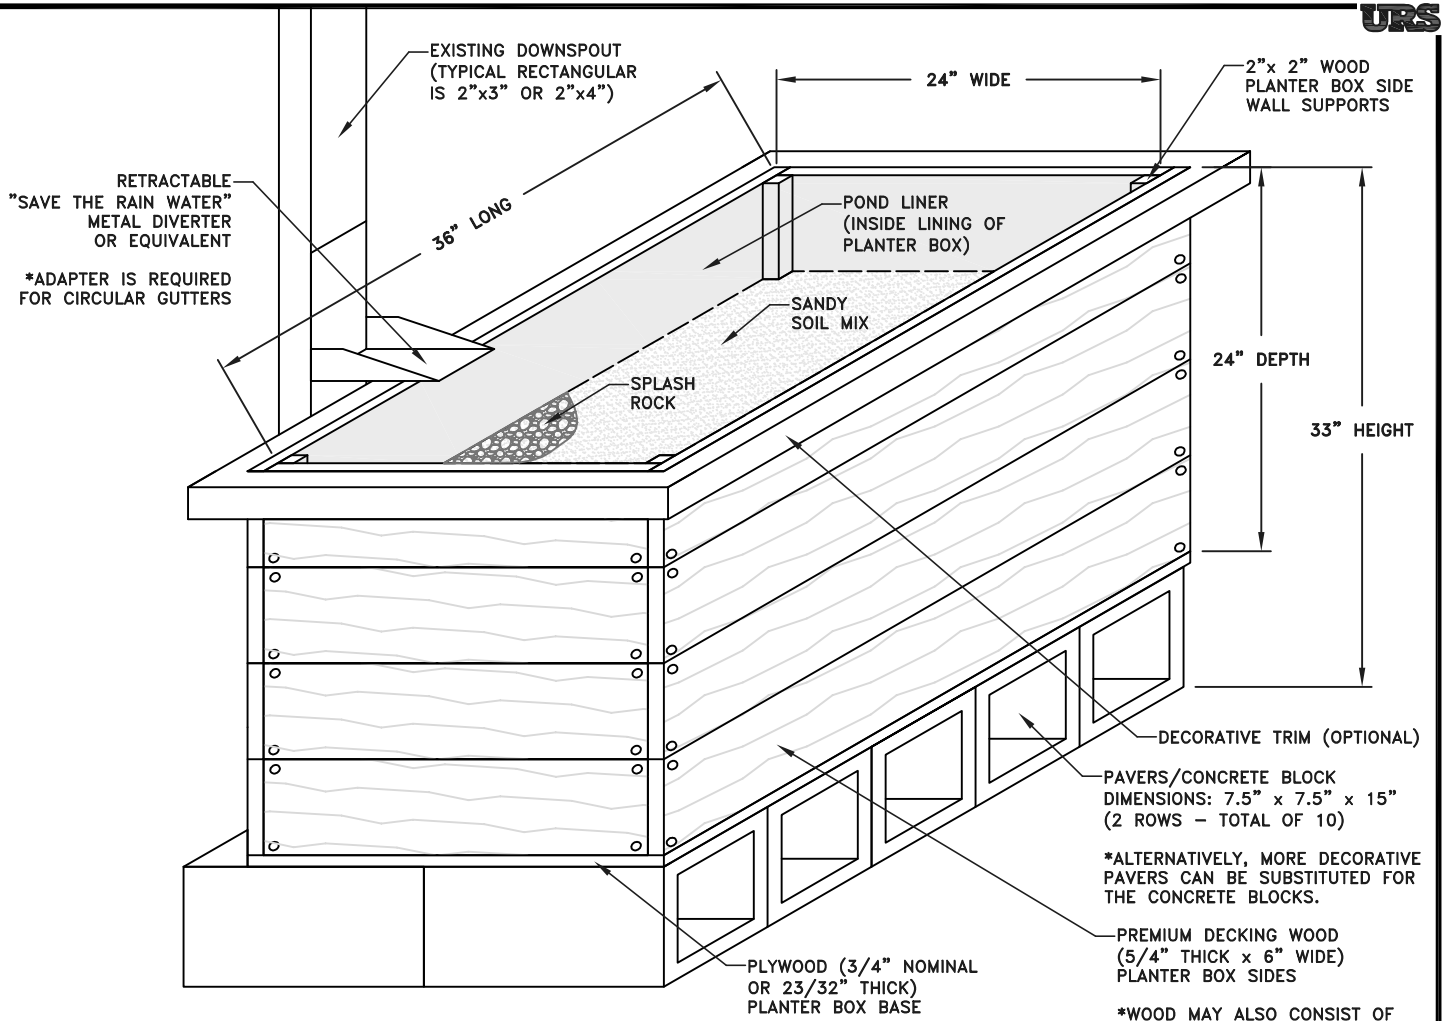 URS
EXISTING DOWNSPOUT
(TYPICAL RECTANGULAR
IS 2”x3” OR 2”x4”)
24” WIDE
2”x 2” WOOD
PLANTER BOX SIDE
WALL SUPPORTS
RETRACTABLE
”SAVE THE RAIN WATER”
METAL DIVERTER
OR EQUIVALENT
*ADAPTER IS REQUIRED
FOR CIRCULAR GUTTERS
36” LONG
POND LINER
(INSIDE LINING OF
PLANTER BOX)
SANDY
SOIL MIX
SPLASH
ROCK
24” DEPTH
33” HEIGHT
DECORATIVE TRIM (OPTIONAL)
PAVERS/CONCRETE BLOCK
DIMENSIONS: 7.5” x 7.5” x 15”
(2 ROWS – TOTAL OF 10)
*ALTERNATIVELY, MORE DECORATIVE
PAVERS CAN BE SUBSTITUTED FOR
THE CONCRETE BLOCKS.
PREMIUM DECKING WOOD
(5/4” THICK x 6” WIDE)
PLANTER BOX SIDES
*WOOD MAY ALSO CONSIST OF
PLYWOOD (3/4” NOMINAL
OR 23/32” THICK)
PLANTER BOX BASE